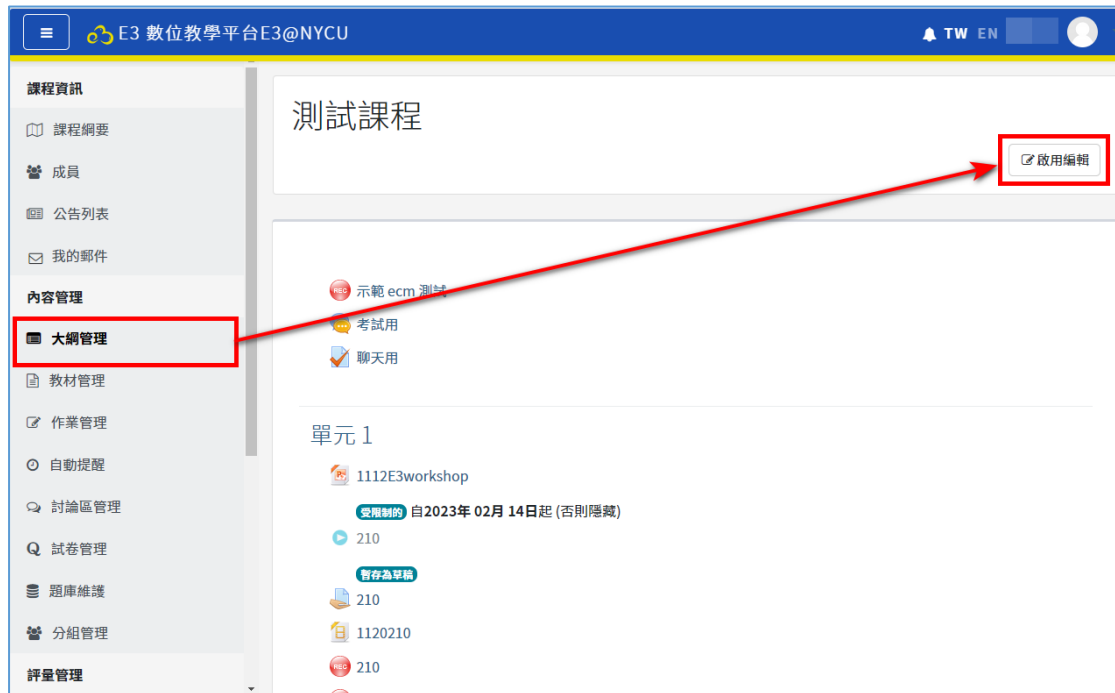 E3 數位教學平台E3@NYCU
TW EN
課程資訊
課程綱要
成員
公告列表
我的郵件
內容管理
大綱管理
教材管理
作業管理
自動提醒
討論區管理
試卷管理
題庫維護
分組管理
評量管理
測試課程
啟用編輯
REC 示範 ecm 測試
考試用
聊天用
單元 1
1112E3workshop
受限制的 自2023年 02月 14日起 (否則隱藏)
210
暫存為草稿
210
1120210
REC 210